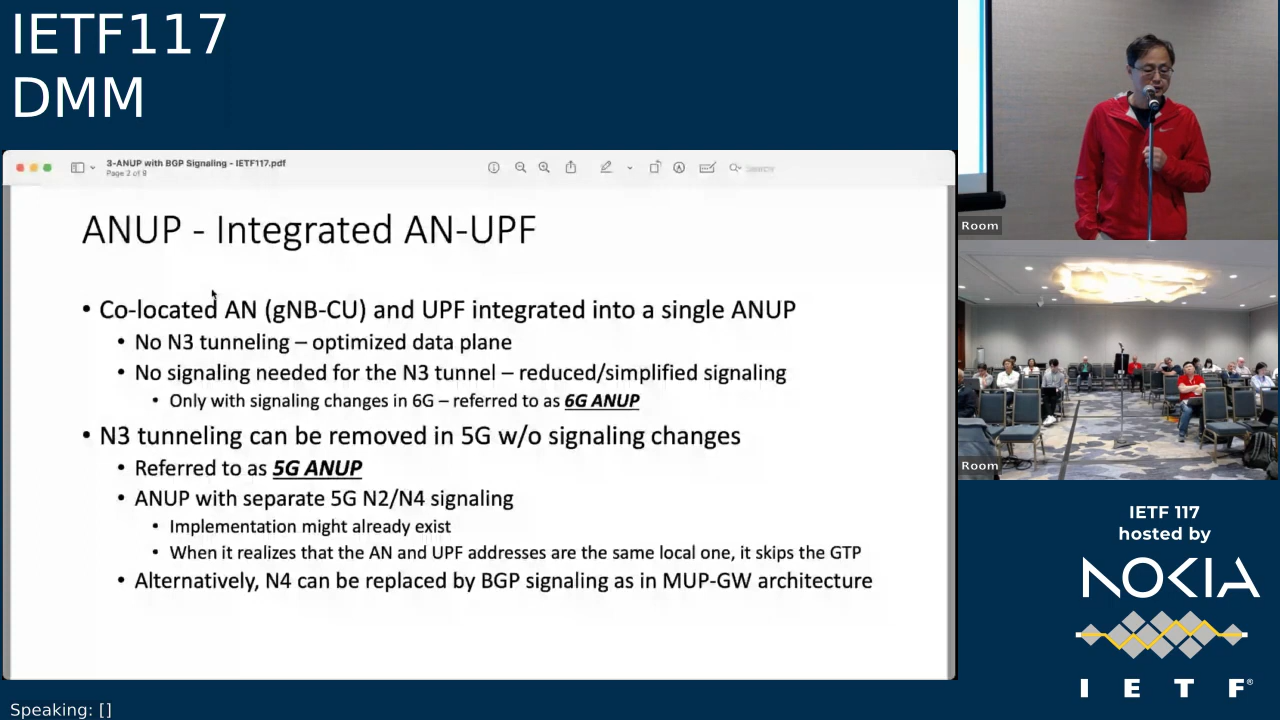 IETF117
DMM
3-ANUP with BGP Signaling - IETF117.pdf
Page 2 of 9
Search
ANUP - Integrated AN-UPF
• Co-located AN (gNB-CU) and UPF integrated into a single ANUP
• No N3 tunneling – optimized data plane
• No signaling needed for the N3 tunnel – reduced/simplified signaling
• Only with signaling changes in 6G – referred to as 6G ANUP
• N3 tunneling can be removed in 5G w/o signaling changes
• Referred to as 5G ANUP
• ANUP with separate 5G N2/N4 signaling
• Implementation might already exist
• When it realizes that the AN and UPF addresses are the same local one, it skips the GTP
• Alternatively, N4 can be replaced by BGP signaling as in MUP-GW architecture
Room
Room
IETF 117
hosted by
NOKIA
IETF®
Speaking: []